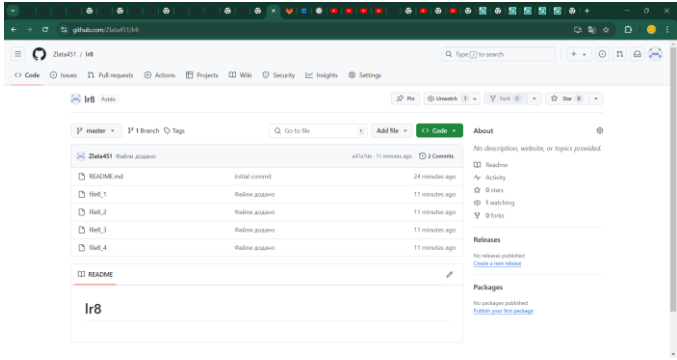 github.com/Zlata451/lr8
Zlata451 / lr8
Type / to search
Code Issues Pull requests Actions Projects Wiki Security Insights Settings
lr8 Public
Pin Unwatch 1 Fork 0 Star 0
master 1 Branch Tags Go to file t Add file Code
Zlata451 Файли додано 11 minutes ago 2 Commits
README.md Initial commit 24 minutes ago
file8_1 Файли додано 11 minutes ago
file8_2 Файли додано 11 minutes ago
file8_3 Файли додано 11 minutes ago
file8_4 Файли додано 11 minutes ago
README
lr8
About
No description, website, or topics provided.
Readme
Activity
0 stars
1 watching
0 forks
Releases
No releases published
Create a new release
Packages
No packages published
Publish your first package